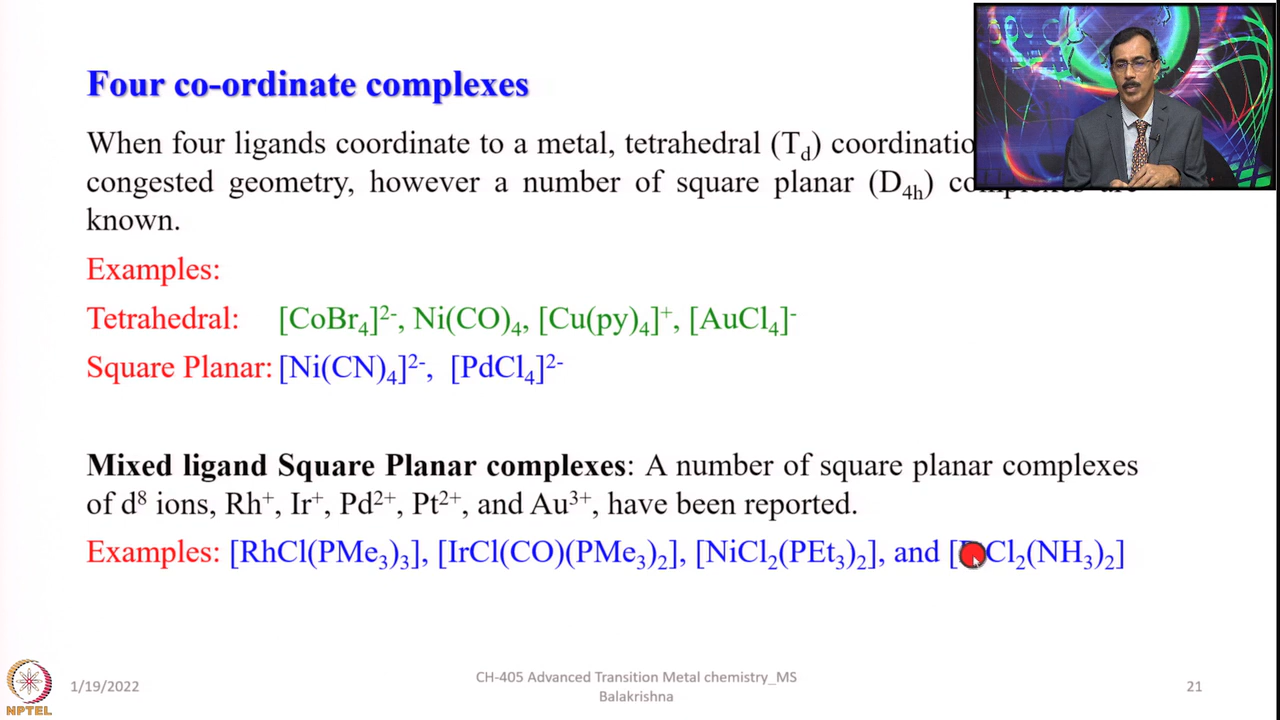 Four co-ordinate complexes
When four ligands coordinate to a metal, tetrahedral (T_d) coordinatio
congested geometry, however a number of square planar (D_4h) are
known.
Examples:
Tetrahedral: [CoBr₄]²⁻, Ni(CO)₄, [Cu(py)₄]⁺, [AuCl₄]⁻
Square Planar: [Ni(CN)₄]²⁻, [PdCl₄]²⁻
Mixed ligand Square Planar complexes: A number of square planar complexes
of d⁸ ions, Rh⁺, Ir⁺, Pd²⁺, Pt²⁺, and Au³⁺, have been reported.
Examples: [RhCl(PMe₃)₃], [IrCl(CO)(PMe₃)₂], [NiCl₂(PEt₃)₂], and [ Cl₂(NH₃)₂]
NPTEL
1/19/2022
CH-405 Advanced Transition Metal chemistry_MS
Balakrishna
21